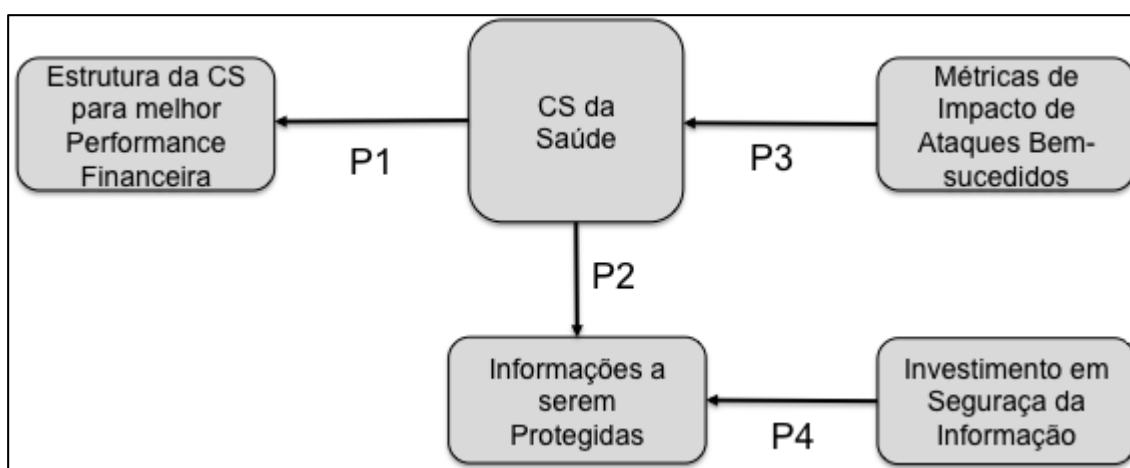 Estrutura da CS
para melhor
Performance
Financeira
P1
CS da
Saúde
P3
Métricas de
Impacto de
Ataques Bem-
sucedidos
P2
Informações a
serem
Protegidas
P4
Investimento em
Seguraça da
Informação